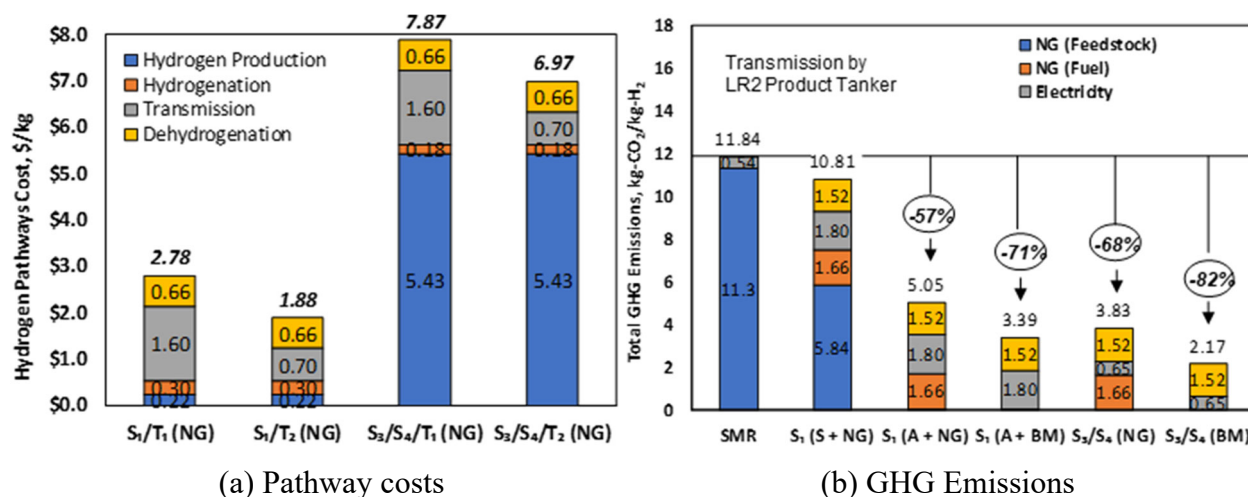 7.87
$8.0
Hydrogen Production
Hydrogenation
Transmission
Dehydrogenation
0.66
6.97
$7.0
1.60
0.66
$6.0
0.70
0.18
0.18
$5.0
$4.0
$3.0
2.78
5.43
5.43
0.66
1.88
$2.0
0.66
1.60
$1.0
0.70
0.30
0.30
0.22
0.22
$0.0
Hydrogen Pathways Cost, $/kg
S₁/T₁ (NG)
S₁/T₂ (NG)
S₃/S₄/T₁ (NG)
S₃/S₄/T₂ (NG)
(a) Pathway costs
18
16
14
12
10
8
6
4
2
0
Total GHG Emissions, kg-CO₂/kg-H₂
Transmission by
LR2 Product Tanker
NG (Feedstock)
NG (Fuel)
Electricity
11.84
0.54
11.3
10.81
1.52
1.80
1.66
5.84
-57%
5.05
1.52
1.80
1.66
-71%
3.39
1.52
1.80
-68%
3.83
1.52
0.65
1.66
-82%
2.17
1.52
0.65
SMR
S₁ (S + NG)
S₁ (A + NG)
S₁ (A + BM)
S₃/S₄ (NG)
S₃/S₄ (BM)
(b) GHG Emissions